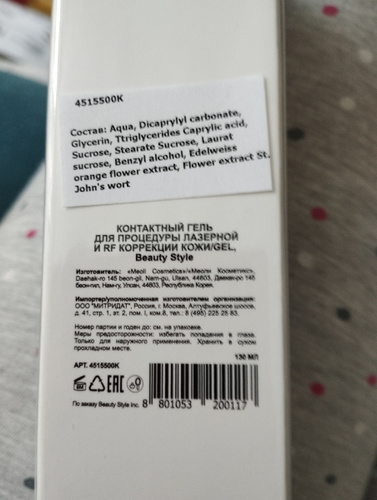 4515500K
Состав: Aqua, Dicaprylyl carbonate,
Glycerin, Ttriglycerides Caprylic acid,
Sucrose, Stearate Sucrose, Laurat
sucrose, Benzyl alcohol, Edelweiss
orange flower extract, Flower extract St.
John's wort
КОНТАКТНЫЙ ГЕЛЬ
ДЛЯ ПРОЦЕДУРЫ ЛАЗЕРНОЙ
И RF КОРРЕКЦИИ КОЖИ/GEL,
Beauty Style
Изготовитель: «Meoli Cosmetics»/«Меоли Косметикс»,
Daehak-ro 145 beon-gil, Nam-gu, Ulsan, 44603, Дехак-ро 145
беон-гил, Нам-гу, Улсан, 44603, Республика Корея.
Импортер/уполномоченная изготовителем организация:
ООО "МИТРИДАТ", Россия, г. Москва, Алтуфьевское шоссе,
д. 41, стр. 1, эт. 2, пом. I, ком.8, тел.: 8 (495) 225 25 83.
Номер партии и годен до: см. на упаковке.
Меры предосторожности: избегать попадания в глаза.
Только для наружного применения. Хранить в сухом
прохладном месте.
130 МЛ
АРТ. 4515500K
EAC
По заказу Beauty Style Inc.
8 801053 200117